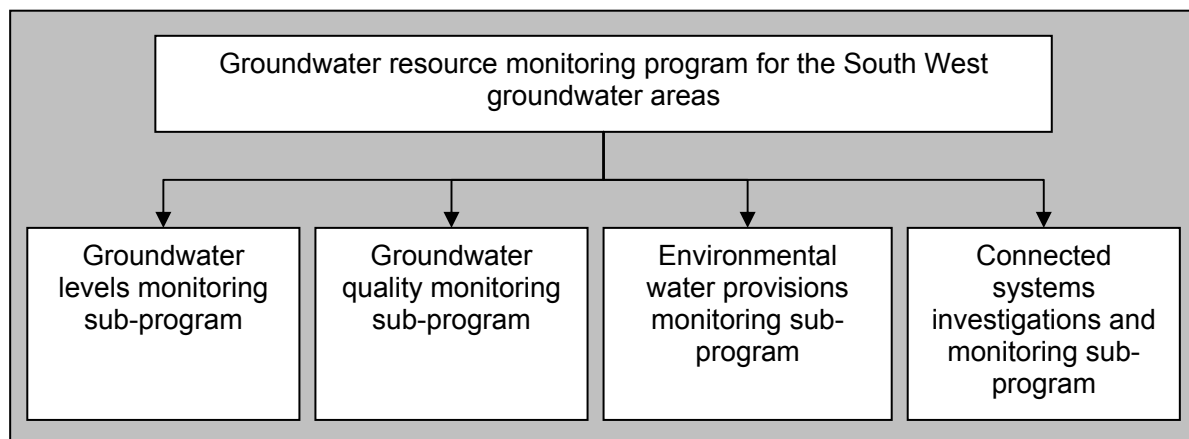 Groundwater resource monitoring program for the South West
groundwater areas
Groundwater
levels monitoring
sub-program
Groundwater
quality monitoring
sub-program
Environmental
water provisions
monitoring sub-
program
Connected
systems
investigations and
monitoring sub-
program